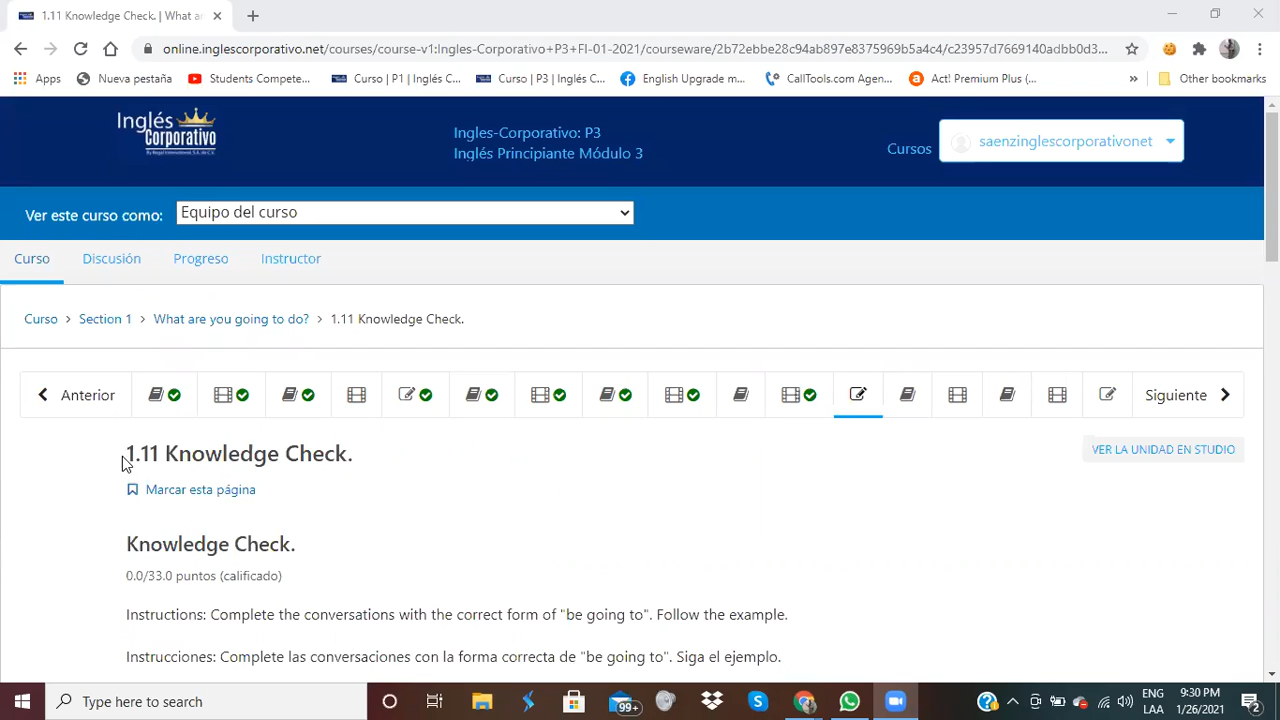 1.11 Knowledge Check. | What ar
online.inglescorporativo.net/courses/course-v1:Ingles-Corporativo+P3+FI-01-2021/courseware/2b72ebbe28c94ab897e8375969b5a4c4/c23957d7669140adbb0d3...
Apps Nueva pestaña Students Compete... Curso | P1 | Inglés C... Curso | P3 | Inglés C... English Upgrade m... CallTools.com Agen... Act! Premium Plus (... » Other bookmarks
Inglés
Corporativo
Ingles-Corporativo: P3
Inglés Principiante Módulo 3
Cursos
saenzinglescorporativonet
Ver este curso como: Equipo del curso
Curso Discusión Progreso Instructor
Curso > Section 1 > What are you going to do? > 1.11 Knowledge Check.
Anterior Siguiente
1.11 Knowledge Check.
VER LA UNIDAD EN STUDIO
Marcar esta página
Knowledge Check.
0.0/33.0 puntos (calificado)
Instructions: Complete the conversations with the correct form of "be going to". Follow the example.
Instrucciones: Complete las conversaciones con la forma correcta de "be going to". Siga el ejemplo.
Type here to search
99+
ENG 9:30 PM
LAA 1/26/2021
2